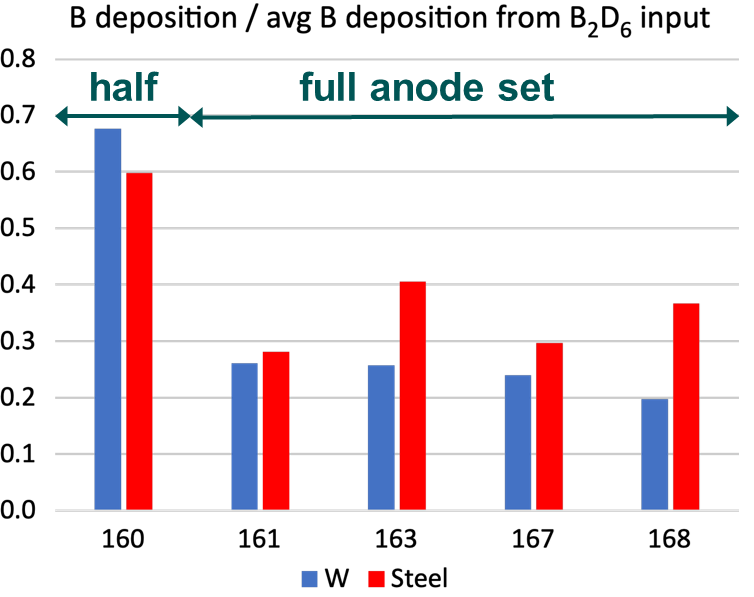 B deposition / avg B deposition from B₂D₆ input
0.8
half full anode set
0.7
0.6
0.5
0.4
0.3
0.2
0.1
0.0
160 161 163 167 168
W Steel